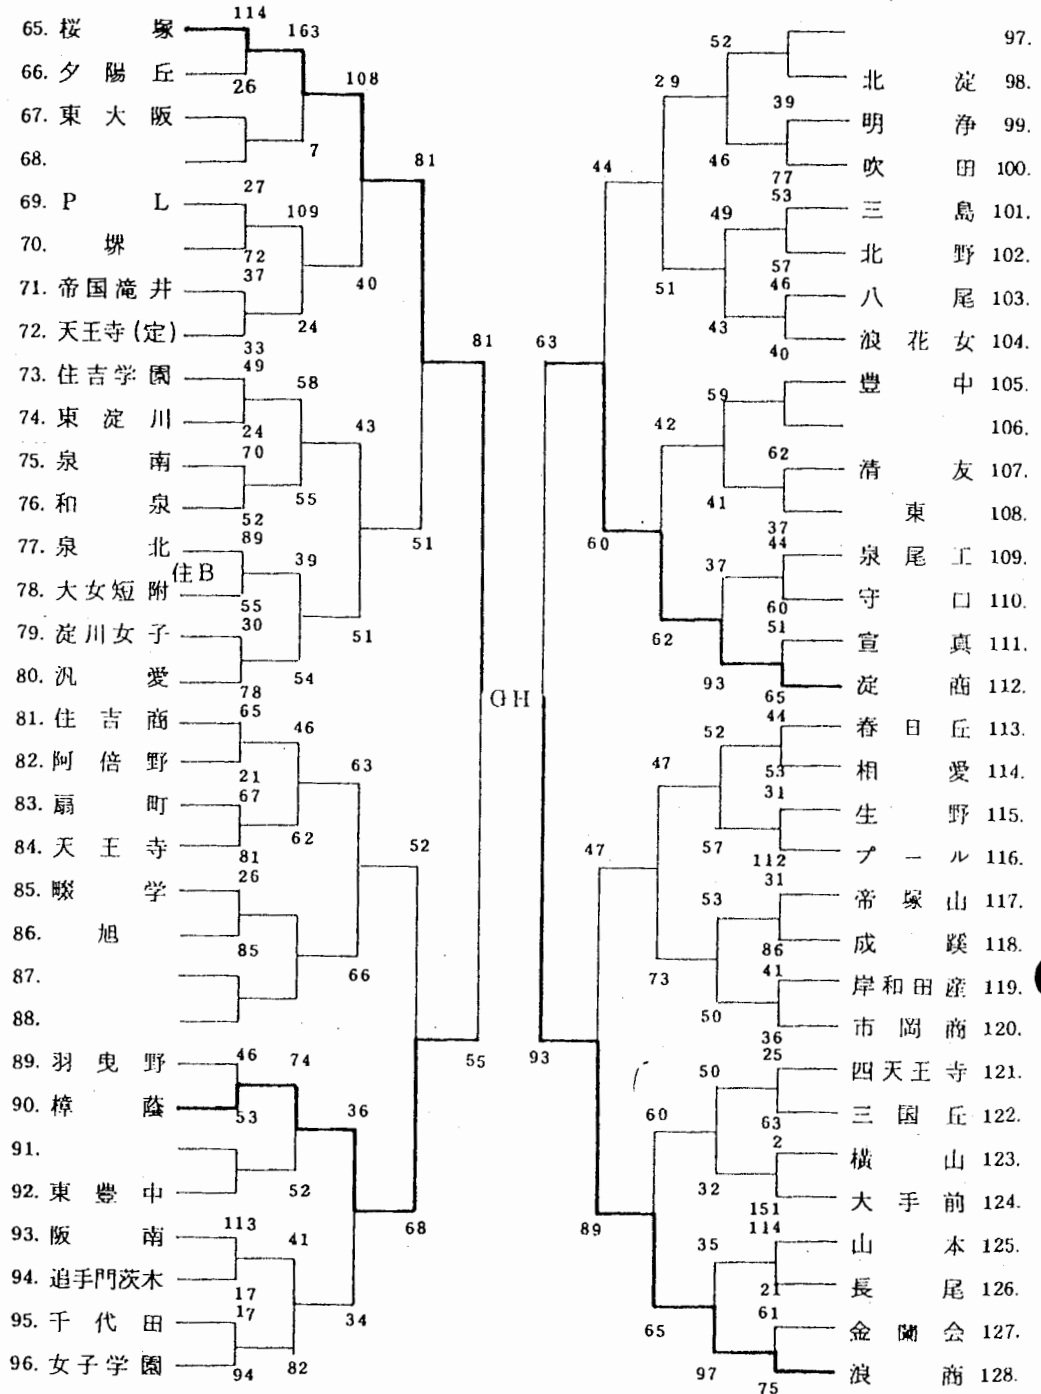 65. 桜塚
66. 夕陽丘
67. 東大阪
68.
69. PL
70. 堺
71. 帝国滝井
72. 天王寺(定)
73. 住吉学園
74. 東淀川
75. 泉南
76. 和泉
77. 泉北
住B
78. 大女短附
79. 淀川女子
80. 汎愛
81. 住吉商
82. 阿倍野
83. 扇町
84. 天王寺
85. 畷学
86. 旭
87.
88.
89. 羽曳野
90. 樟蔭
91.
92. 東豊中
93. 阪南
94. 追手門茨木
95. 千代田
96. 女子学園
114
26
27
72
37
33
49
24
70
52
89
55
30
78
65
21
67
81
26
85
46
53
113
17
17
94
163
7
109
24
58
55
39
54
46
62
74
52
41
82
108
40
43
51
63
66
36
34
81
51
52
68
81
55
GH
63
93
44
60
47
89
29
51
42
62
47
73
60
65
52
46
49
43
59
41
37
93
52
57
53
50
50
32
35
97
39
77
53
57
46
40
62
37
44
60
51
65
44
53
31
112
31
86
41
36
25
63
2
151
114
21
61
75
97.
北淀 98.
明浄 99.
吹田 100.
三島 101.
北野 102.
八尾 103.
浪花女 104.
豊中 105.
106.
清友 107.
東 108.
泉尾工 109.
守口 110.
宣真 111.
淀商 112.
春日丘 113.
相愛 114.
生野 115.
プール 116.
帝塚山 117.
成蹊 118.
岸和田産 119.
市岡商 120.
四天王寺 121.
三国丘 122.
横山 123.
大手前 124.
山本 125.
長尾 126.
金蘭会 127.
浪商 128.